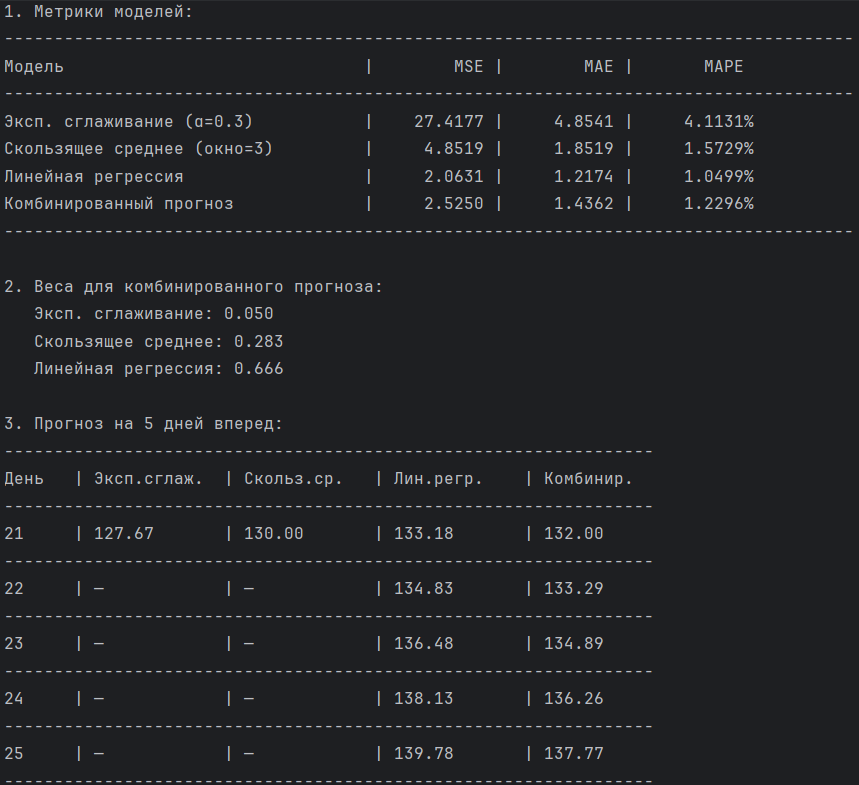 1. Метрики моделей:
-------------------------------------------------------------------------------------
Модель | MSE | MAE | MAPE
-------------------------------------------------------------------------------------
Эксп. сглаживание (α=0.3) | 27.4177 | 4.8541 | 4.1131%
Скользящее среднее (окно=3) | 4.8519 | 1.8519 | 1.5729%
Линейная регрессия | 2.0631 | 1.2174 | 1.0499%
Комбинированный прогноз | 2.5250 | 1.4362 | 1.2296%
-------------------------------------------------------------------------------------
2. Веса для комбинированного прогноза:
Эксп. сглаживание: 0.050
Скользящее среднее: 0.283
Линейная регрессия: 0.666
3. Прогноз на 5 дней вперед:
-----------------------------------------------------------------
День | Эксп.сглаж. | Скольз.ср. | Лин.регр. | Комбинир.
-----------------------------------------------------------------
21 | 127.67 | 130.00 | 133.18 | 132.00
-----------------------------------------------------------------
22 | — | — | 134.83 | 133.29
-----------------------------------------------------------------
23 | — | — | 136.48 | 134.89
-----------------------------------------------------------------
24 | — | — | 138.13 | 136.26
-----------------------------------------------------------------
25 | — | — | 139.78 | 137.77
-----------------------------------------------------------------